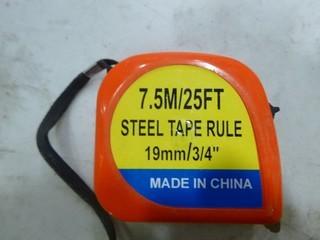 7.5M/25FT
STEEL TAPE RULE
19mm/3/4"
MADE IN CHINA